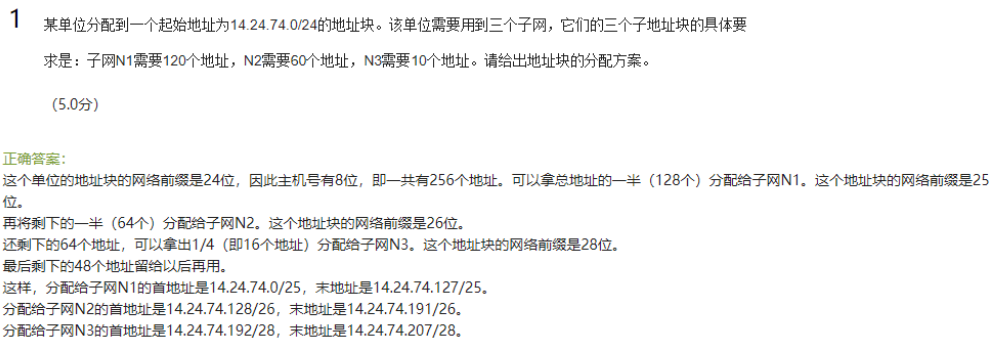 1
某单位分配到一个起始地址为14.24.74.0/24的地址块。该单位需要用到三个子网，它们的三个子地址块的具体要
求是：子网N1需要120个地址，N2需要60个地址，N3需要10个地址。请给出地址块的分配方案。
（5.0分）
正确答案：
这个单位的地址块的网络前缀是24位，因此主机号有8位，即一共有256个地址。可以拿总地址的一半（128个）分配给子网N1。这个地址块的网络前缀是25
位。
再将剩下的一半（64个）分配给子网N2。这个地址块的网络前缀是26位。
还剩下的64个地址，可以拿出1/4（即16个地址）分配给子网N3。这个地址块的网络前缀是28位。
最后剩下的48个地址留给以后再用。
这样，分配给子网N1的首地址是14.24.74.0/25，末地址是14.24.74.127/25。
分配给子网N2的首地址是14.24.74.128/26，末地址是14.24.74.191/26。
分配给子网N3的首地址是14.24.74.192/28，末地址是14.24.74.207/28。